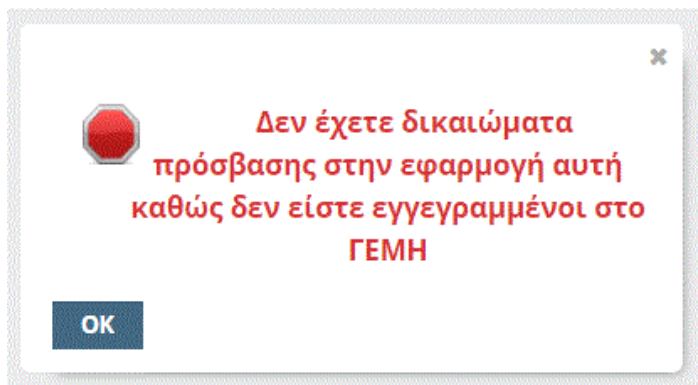 Δεν έχετε δικαιώματα
πρόσβασης στην εφαρμογή αυτή
καθώς δεν είστε εγγεγραμμένοι στο
ΓΕΜΗ
OK